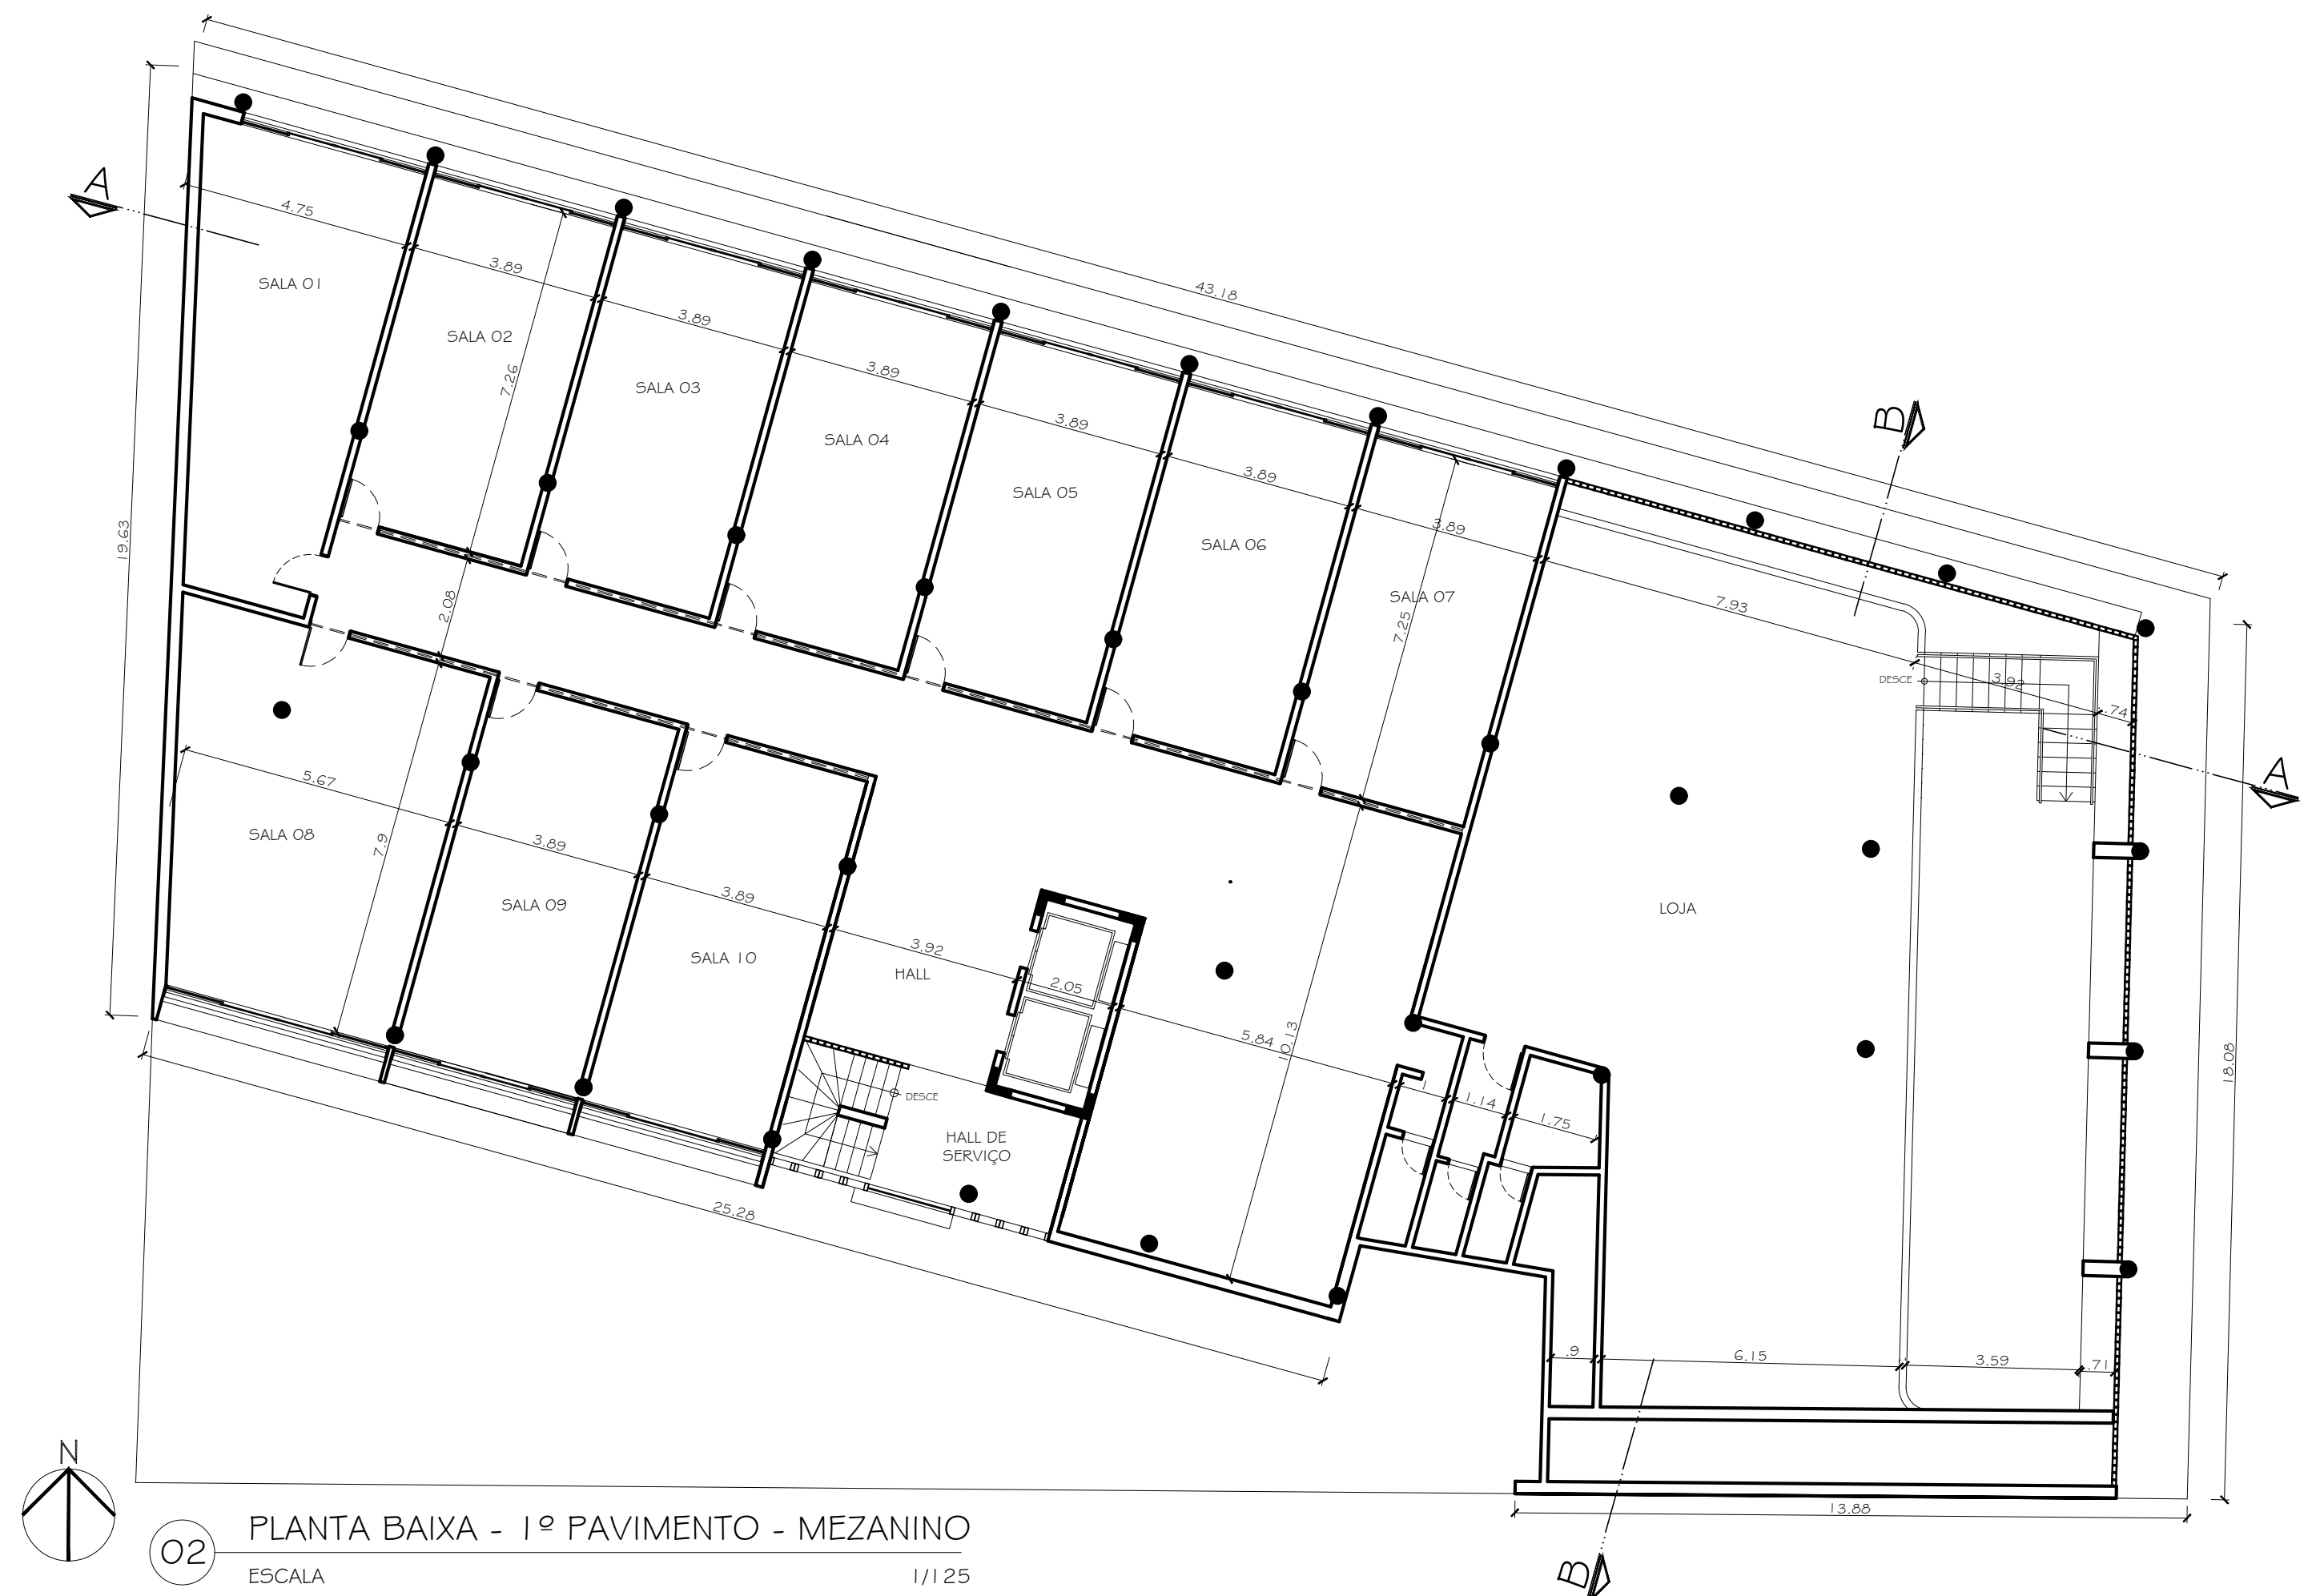 A
4.75
SALA 01
3.89
SALA 02
7.26
3.89
SALA 03
3.89
SALA 04
43.18
3.89
SALA 05
3.89
SALA 06
3.89
SALA 07
7.25
B
7.93
DESCE
3.92
.74
A
19.63
2.08
5.67
SALA 08
7.9
3.89
SALA 09
3.89
SALA 10
3.92
HALL
2.05
5.84
10.13
LOJA
1.14
1.75
DESCE
HALL DE
SERVIÇO
25.28
18.08
.9
6.15
3.59
.71
13.88
B
N
02
PLANTA BAIXA - 1º PAVIMENTO - MEZANINO
ESCALA 1/125